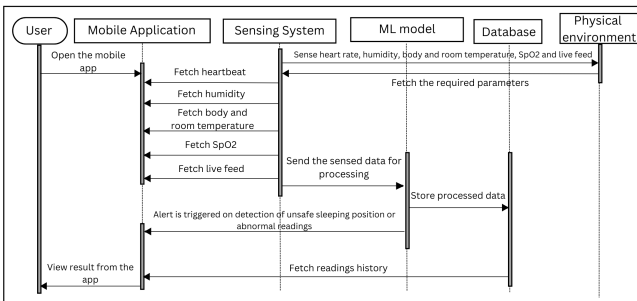 User
Mobile Application
Sensing System
ML model
Database
Physical
environment
Open the mobile
app
Sense heart rate, humidity, body and room temperature, SpO2 and live feed
Fetch heartbeat
Fetch the required parameters
Fetch humidity
Fetch body and
room temperature
Fetch SpO2
Send the sensed data for
processing
Fetch live feed
Store processed data
Alert is triggered on detection of unsafe sleeping position or
abnormal readings
View result from the
app
Fetch readings history